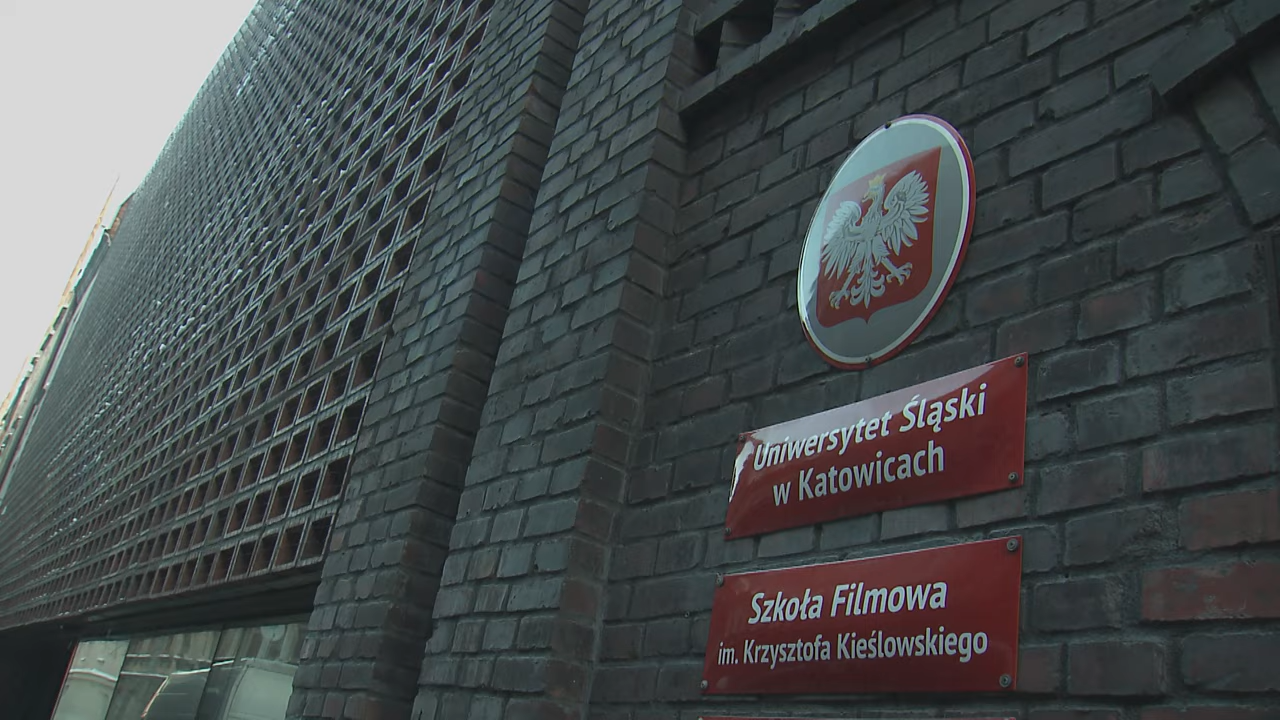 Uniwersytet Śląski
w Katowicach
Szkoła Filmowa
im. Krzysztofa Kieślowskiego